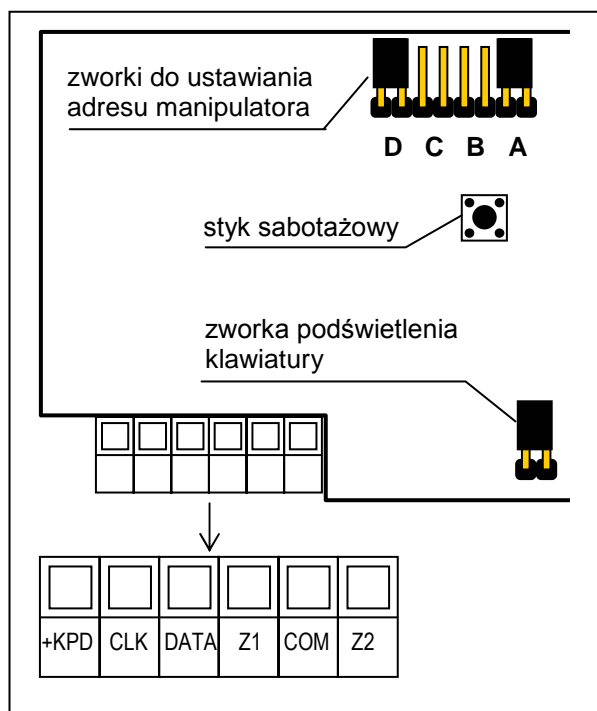 zworki do ustawiania
adresu manipulatora
D C B A
styk sabotażowy
zworka podświetlenia
klawiatury
+KPD CLK DATA Z1 COM Z2